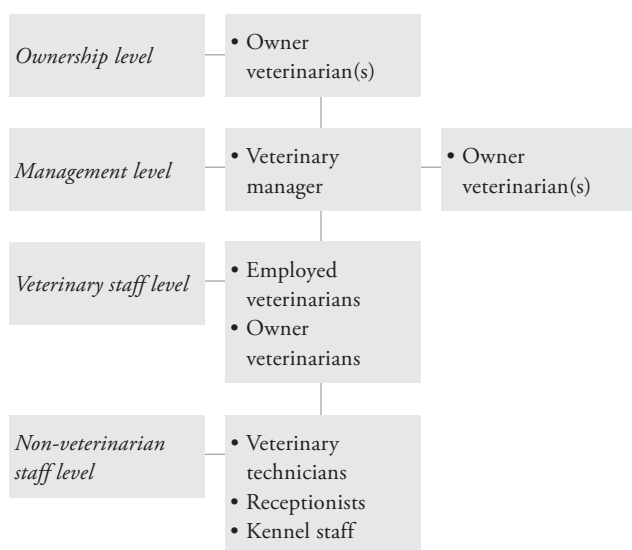 Ownership level
• Owner
veterinarian(s)
Management level
• Veterinary
manager
• Owner
veterinarian(s)
Veterinary staff level
• Employed
veterinarians
• Owner
veterinarians
Non-veterinarian
staff level
• Veterinary
technicians
• Receptionists
• Kennel staff